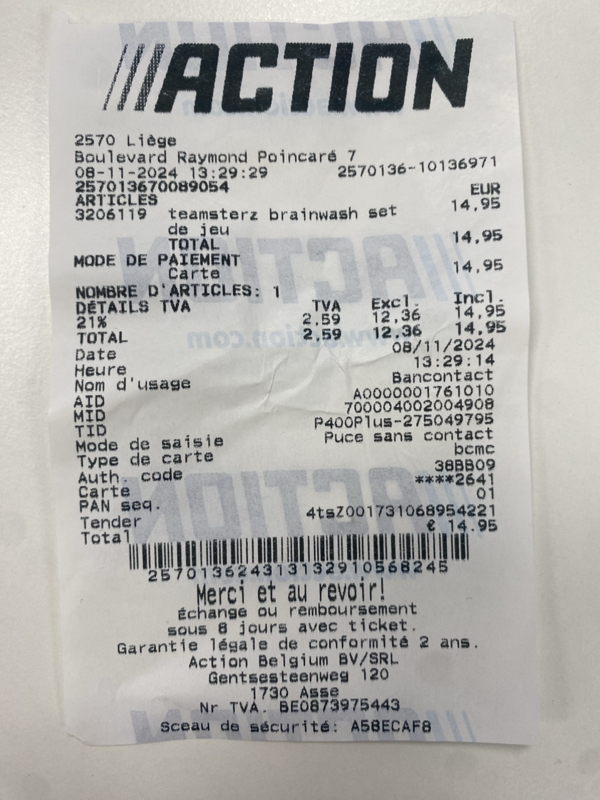 ACTION
2570 Liège
Boulevard Raymond Poincaré 7
08-11-2024 13:29:29 2570136-10136971
257013670089054
EUR
ARTICLES
3206119 teamsterz brainwash set 14,95
de jeu
TOTAL 14,95
MODE DE PAIEMENT
Carte 14,95
NOMBRE D'ARTICLES: 1
DÉTAILS TVA TVA Excl. Incl.
21% 2.59 12,36 14,95
TOTAL 2.59 12,36 14,95
Date 08/11/2024
Heure 13:29:14
Nom d'usage Bancontact
AID A0000001761010
MID 700004002004908
TID P400Plus-275049795
Mode de saisie Puce sans contact
Type de carte bcmc
Auth. code 38BB09
Carte ****2641
PAN seq. 01
Tender 4tsZ001731068954221
Total € 14.95
257013624313132910568245
Merci et au revoir!
Échange ou remboursement
sous 8 jours avec ticket.
Garantie légale de conformité 2 ans.
Action Belgium BV/SRL
Gentsesteenweg 120
1730 Asse
Nr TVA. BE0873975443
Sceau de sécurité: A58ECAF8